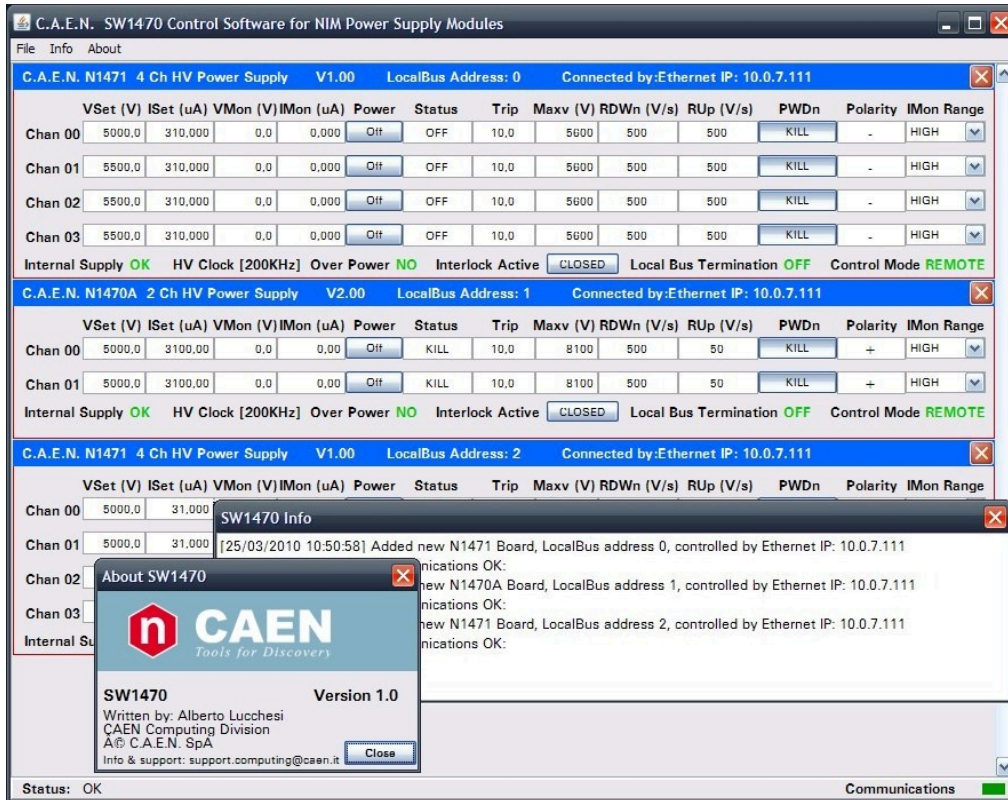 C.A.E.N. SW1470 Control Software for NIM Power Supply Modules
File Info About
C.A.E.N. N1471 4 Ch HV Power Supply V1.00 LocalBus Address: 0 Connected by:Ethernet IP: 10.0.7.111
VSet (V) ISet (uA) VMon (V) IMon (uA) Power Status Trip Maxv (V) RDWn (V/s) RUp (V/s) PWDn Polarity IMon Range
Chan 00 5000,0 310,000 0,0 0,000 Off OFF 10,0 5600 500 500 KILL - HIGH
Chan 01 5500,0 310,000 0,0 0,000 Off OFF 10,0 5600 500 500 KILL - HIGH
Chan 02 5500,0 310,000 0,0 0,000 Off OFF 10,0 5600 500 500 KILL - HIGH
Chan 03 5500,0 310,000 0,0 0,000 Off OFF 10,0 5600 500 500 KILL - HIGH
Internal Supply OK HV Clock [200KHz] Over Power NO Interlock Active CLOSED Local Bus Termination OFF Control Mode REMOTE
C.A.E.N. N1470A 2 Ch HV Power Supply V2.00 LocalBus Address: 1 Connected by:Ethernet IP: 10.0.7.111
VSet (V) ISet (uA) VMon (V) IMon (uA) Power Status Trip Maxv (V) RDWn (V/s) RUp (V/s) PWDn Polarity IMon Range
Chan 00 5000,0 3100,00 0,0 0,00 Off KILL 10,0 8100 500 50 KILL + HIGH
Chan 01 5000,0 3100,00 0,0 0,00 Off KILL 10,0 8100 500 50 KILL + HIGH
Internal Supply OK HV Clock [200KHz] Over Power NO Interlock Active CLOSED Local Bus Termination OFF Control Mode REMOTE
C.A.E.N. N1471 4 Ch HV Power Supply V1.00 LocalBus Address: 2 Connected by:Ethernet IP: 10.0.7.111
VSet (V) ISet (uA) VMon (V) IMon (uA) Power Status Trip Maxv (V) RDWn (V/s) RUp (V/s) PWDn Polarity IMon Range
Chan 00 5000,0 31,000
Chan 01 5000,0 31,000
Chan 02
Chan 03
Internal Su
SW1470 Info
[25/03/2010 10:50:58] Added new N1471 Board, LocalBus address 0, controlled by Ethernet IP: 10.0.7.111
nications OK:
new N1470A Board, LocalBus address 1, controlled by Ethernet IP: 10.0.7.111
nications OK:
new N1471 Board, LocalBus address 2, controlled by Ethernet IP: 10.0.7.111
nications OK:
About SW1470
n CAEN
Tools for Discovery
SW1470 Version 1.0
Written by: Alberto Lucchesi
CAEN Computing Division
Â© C.A.E.N. SpA
Info & support: support.computing@caen.it
Close
Status: OK Communications